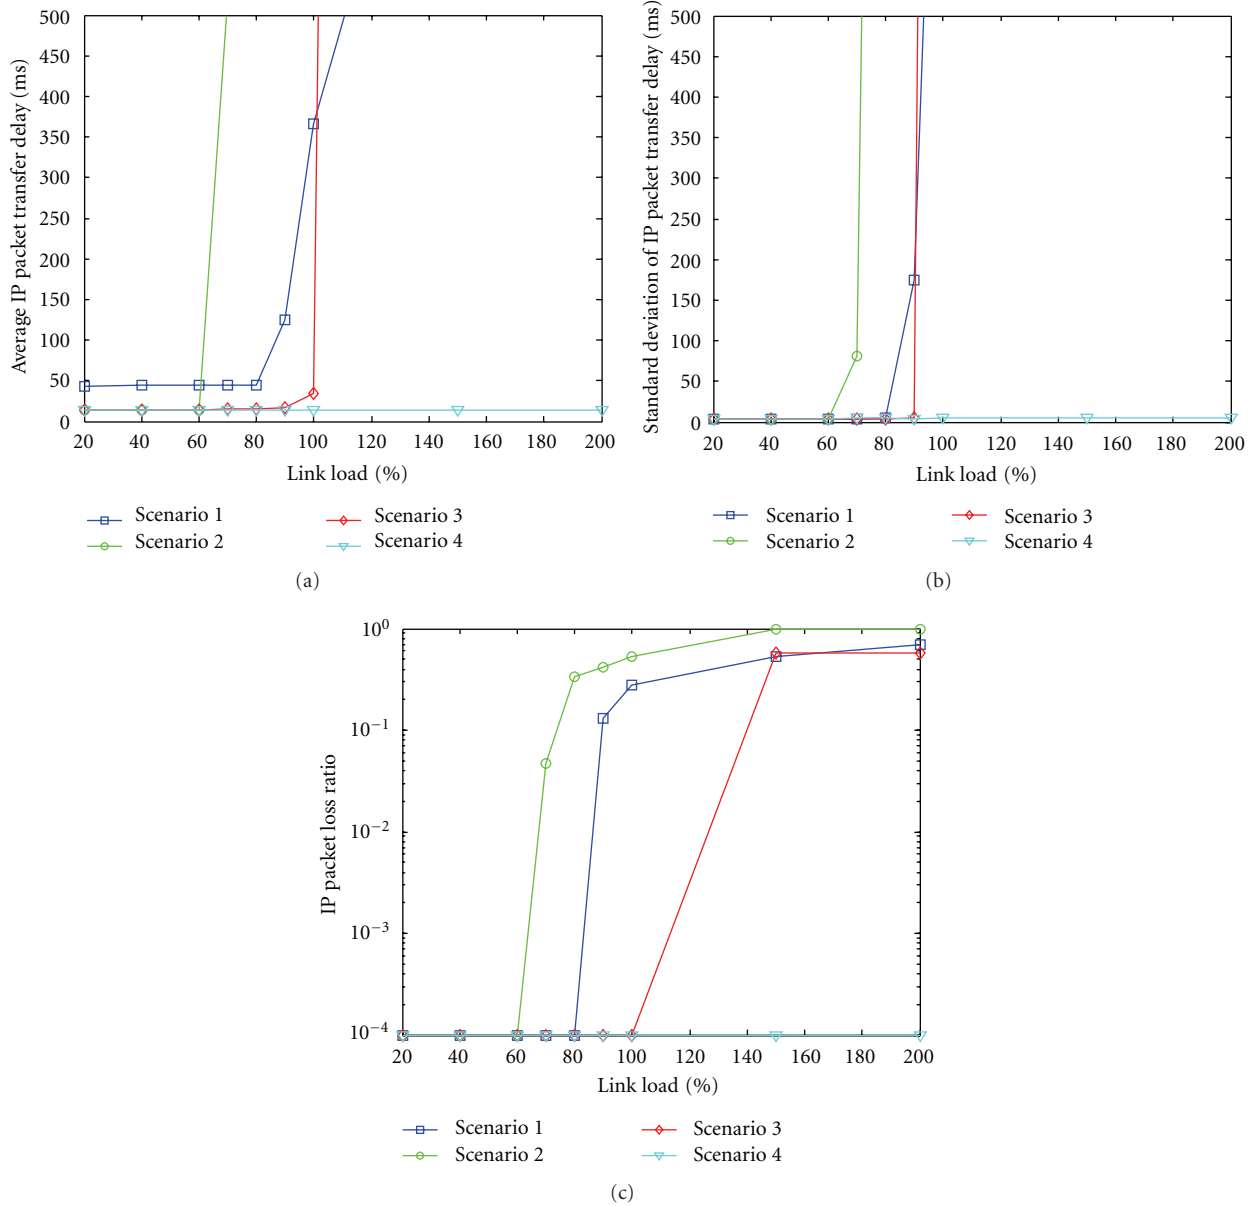 Average IP packet transfer delay (ms)
500
450
400
350
300
250
200
150
100
50
0
20 40 60 80 100 120 140 160 180 200
Link load (%)
Scenario 1
Scenario 2
Scenario 3
Scenario 4
(a)
Standard deviation of IP packet transfer delay (ms)
500
450
400
350
300
250
200
150
100
50
0
20 40 60 80 100 120 140 160 180 200
Link load (%)
Scenario 1
Scenario 2
Scenario 3
Scenario 4
(b)
IP packet loss ratio
10⁰
10⁻¹
10⁻²
10⁻³
10⁻⁴
20 40 60 80 100 120 140 160 180 200
Link load (%)
Scenario 1
Scenario 2
Scenario 3
Scenario 4
(c)